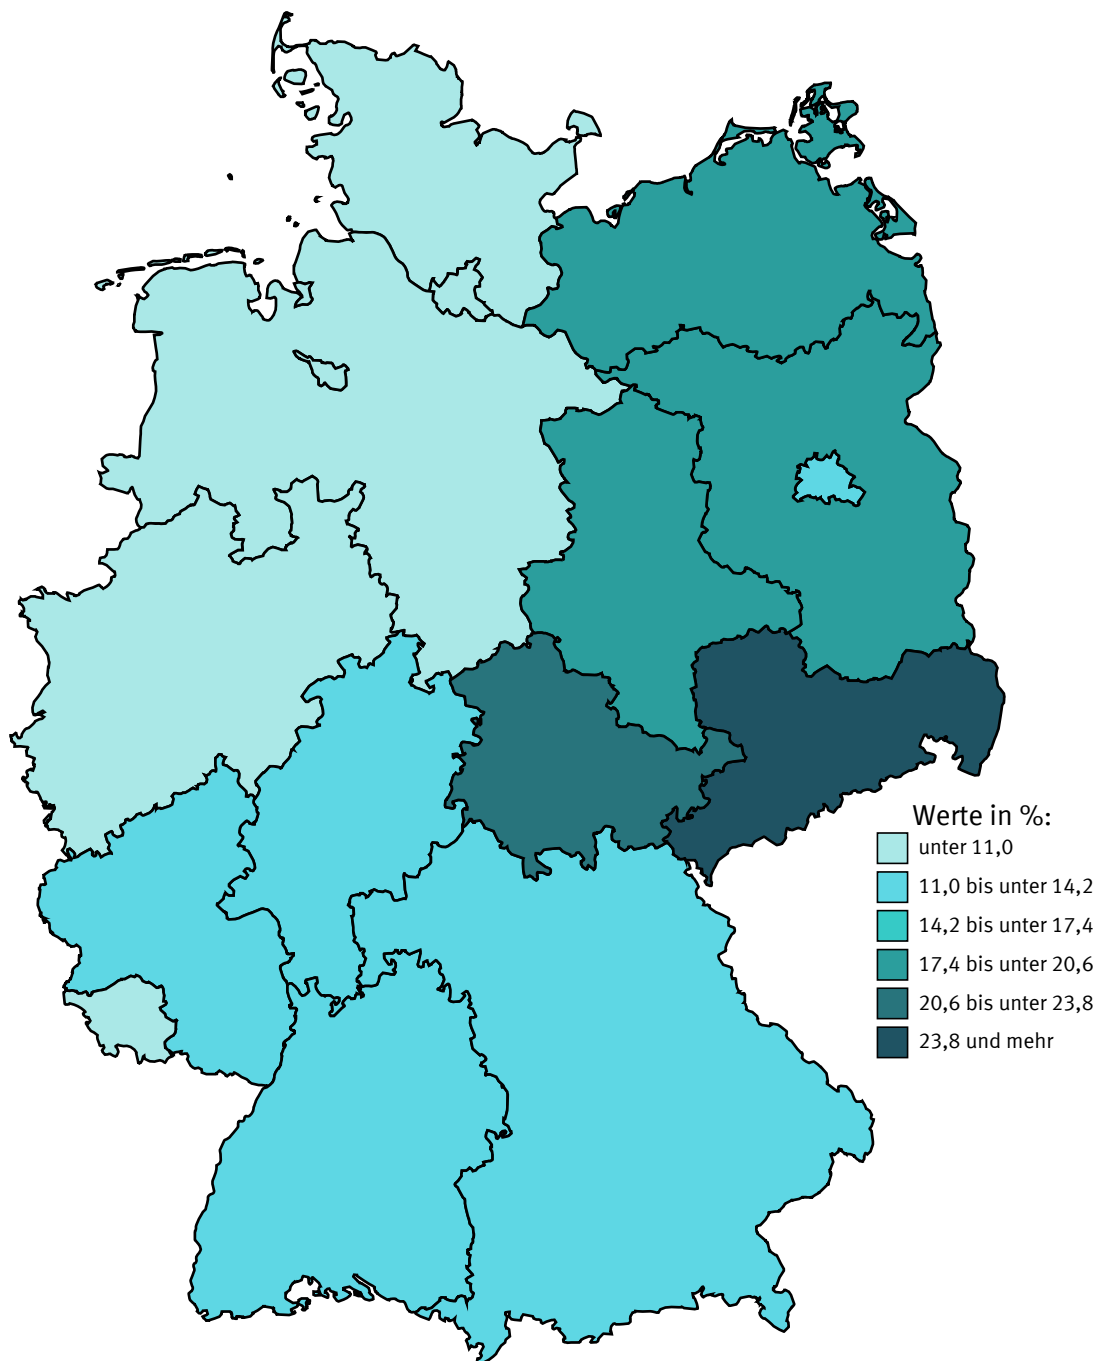 Werte in %:
unter 11,0
11,0 bis unter 14,2
14,2 bis unter 17,4
17,4 bis unter 20,6
20,6 bis unter 23,8
23,8 und mehr